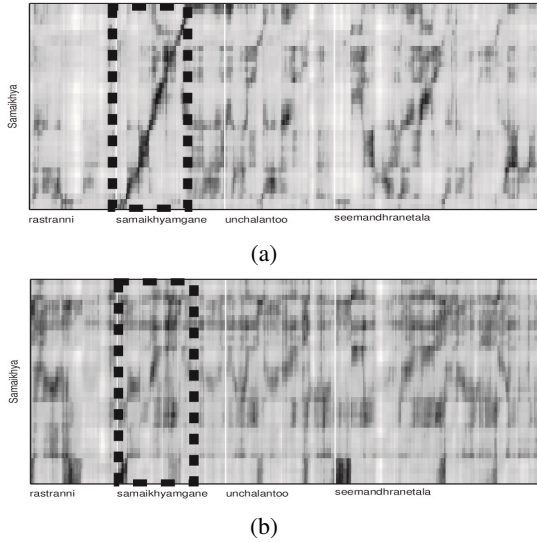 Samaikhya
rastranni samaikhyamgane unchalantoo seemandhranetala
(a)
Samaikhya
rastranni samaikhyamgane unchalantoo seemandhranetala
(b)